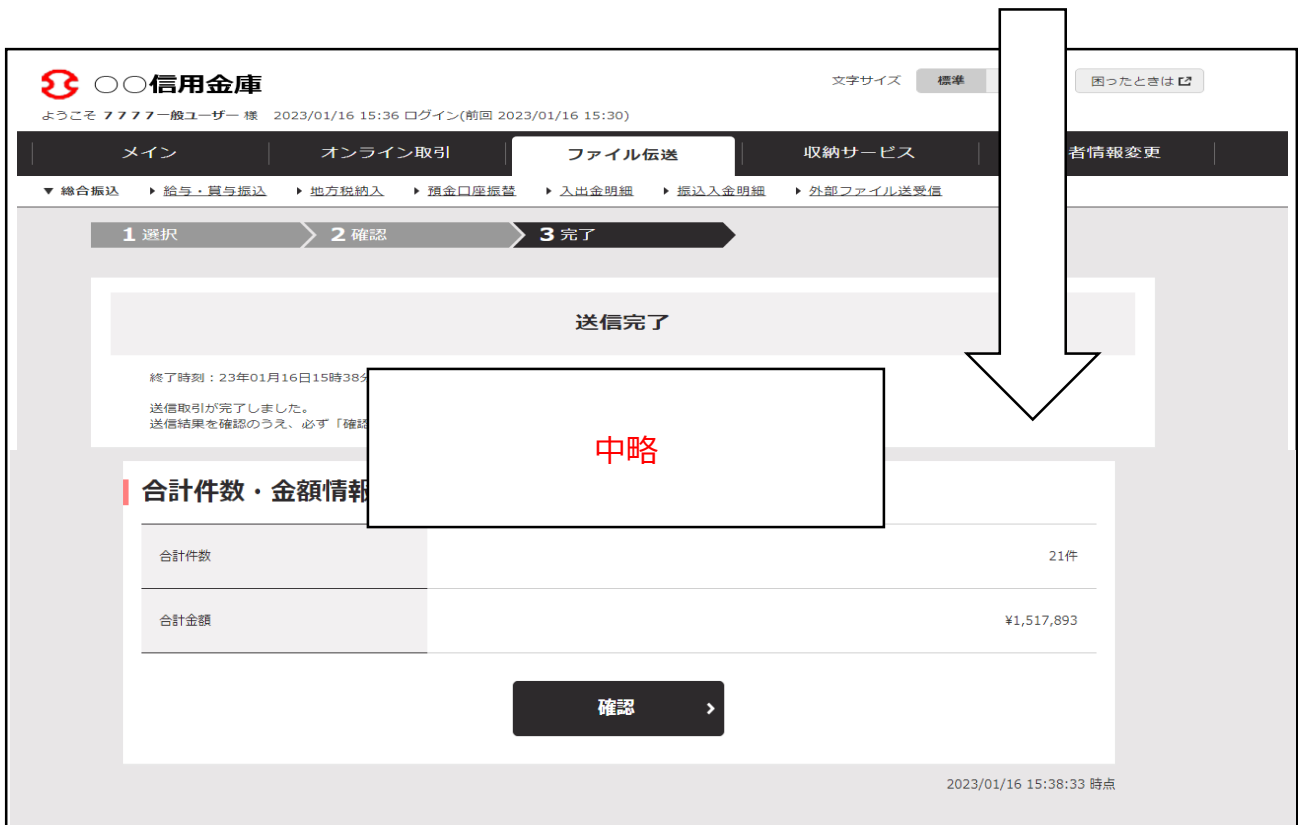 〇〇信用金庫
文字サイズ 標準 困ったときは
ようこそ 7777一般ユーザー 様 2023/01/16 15:36 ログイン(前回 2023/01/16 15:30)
メイン オンライン取引 ファイル伝送 収納サービス 者情報変更
▼ 総合振込 給与・賞与振込 地方税納入 預金口座振替 入出金明細 振込入金明細 外部ファイル送受信
1 選択 2 確認 3 完了
送信完了
終了時刻:23年01月16日15時38分
送信取引が完了しました。
送信結果を確認のうえ、必ず「確認
中略
合計件数・金額情報
合計件数 21件
合計金額 ¥1,517,893
確認
2023/01/16 15:38:33 時点